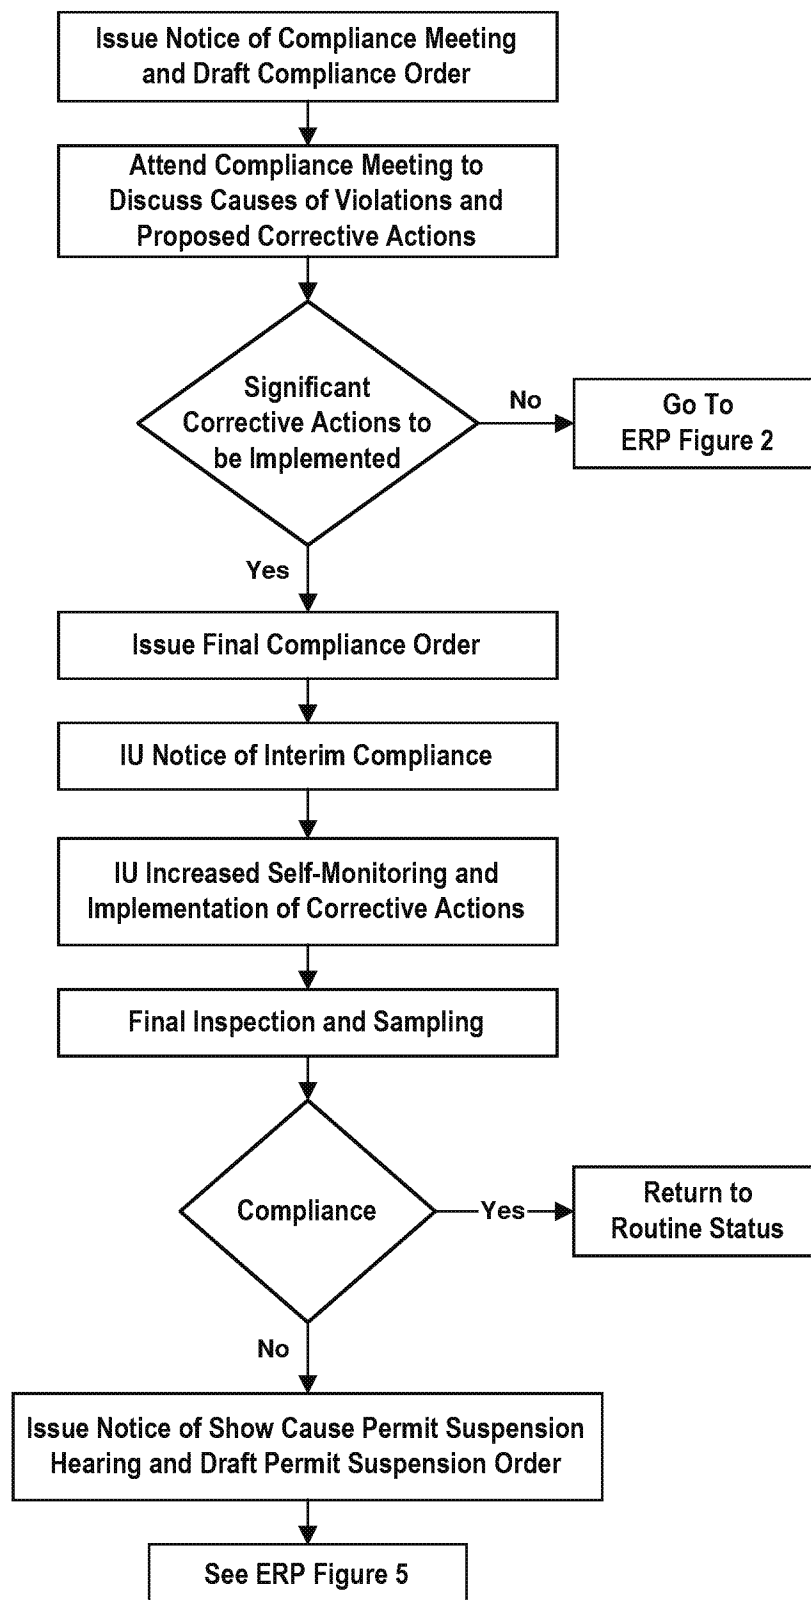 Issue Notice of Compliance Meeting
and Draft Compliance Order
Attend Compliance Meeting to
Discuss Causes of Violations and
Proposed Corrective Actions
Significant
Corrective Actions to
be Implemented
No
Go To
ERP Figure 2
Yes
Issue Final Compliance Order
IU Notice of Interim Compliance
IU Increased Self-Monitoring and
Implementation of Corrective Actions
Final Inspection and Sampling
Compliance
Yes
Return to
Routine Status
No
Issue Notice of Show Cause Permit Suspension
Hearing and Draft Permit Suspension Order
See ERP Figure 5